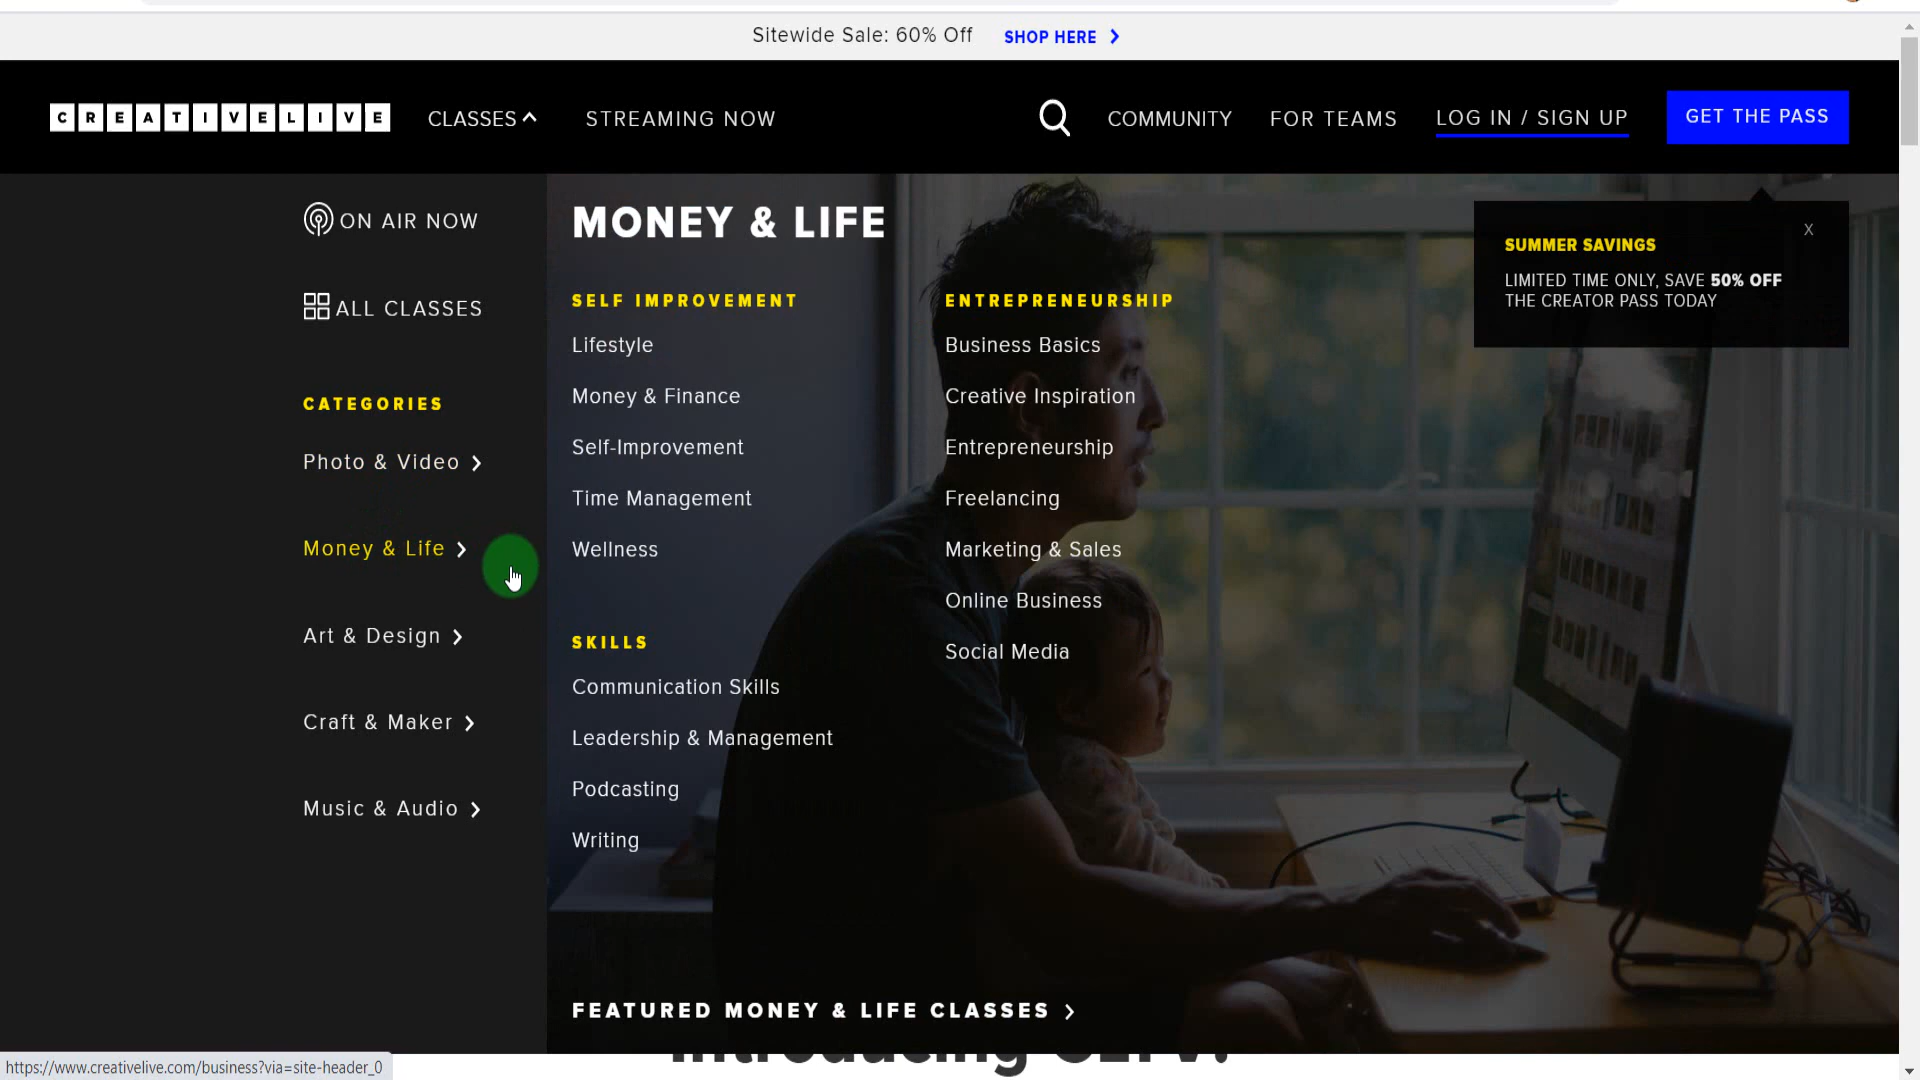 Sitewide Sale: 60% Off SHOP HERE
CREATIVELIVE CLASSES STREAMING NOW COMMUNITY FOR TEAMS LOG IN / SIGN UP GET THE PASS
ON AIR NOW
ALL CLASSES
CATEGORIES
Photo & Video
Money & Life
Art & Design
Craft & Maker
Music & Audio
MONEY & LIFE
SELF IMPROVEMENT
Lifestyle
Money & Finance
Self-Improvement
Time Management
Wellness
SKILLS
Communication Skills
Leadership & Management
Podcasting
Writing
ENTREPRENEURSHIP
Business Basics
Creative Inspiration
Entrepreneurship
Freelancing
Marketing & Sales
Online Business
Social Media
X
SUMMER SAVINGS
LIMITED TIME ONLY, SAVE 50% OFF
THE CREATOR PASS TODAY
FEATURED MONEY & LIFE CLASSES
https://www.creativelive.com/business?via=site-header_0